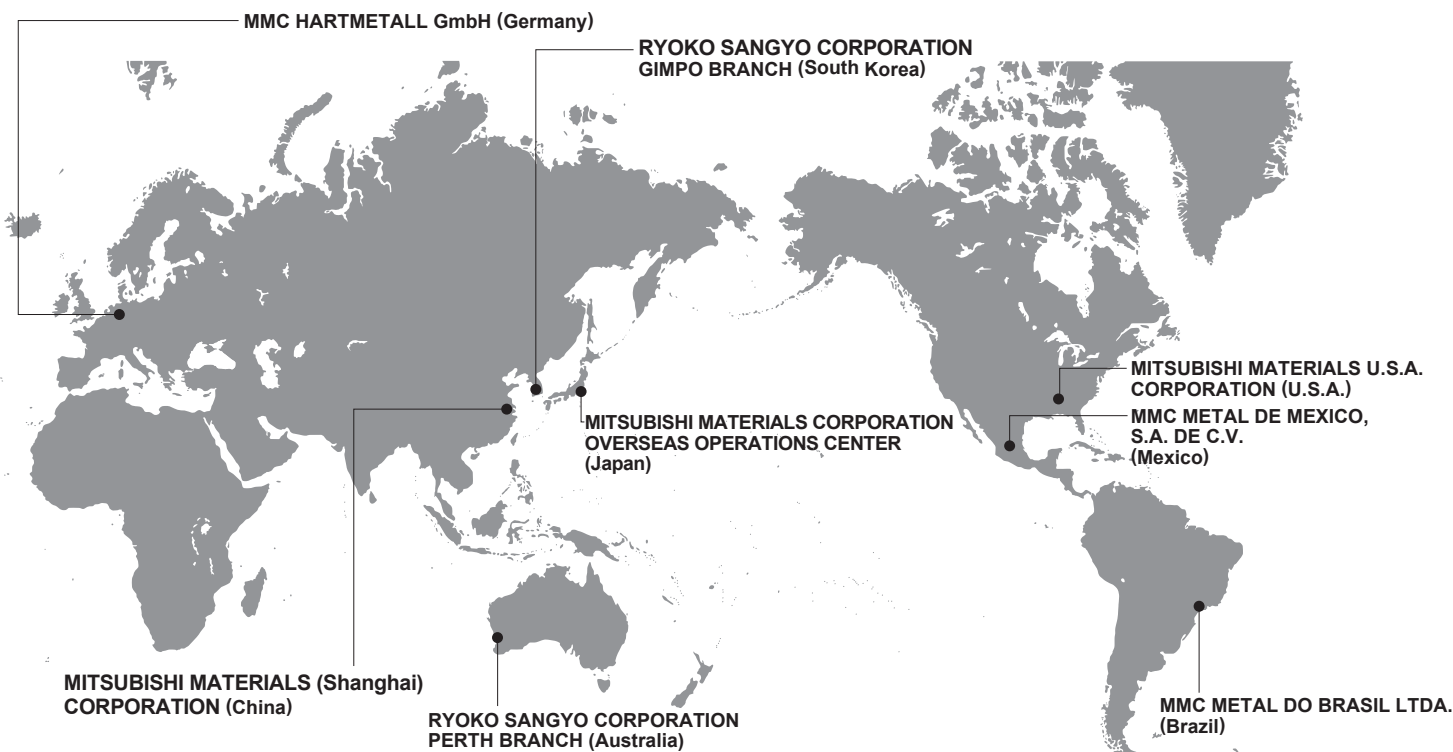 MMC HARTMETALL GmbH (Germany)
RYOKO SANGYO CORPORATION
GIMPO BRANCH (South Korea)
MITSUBISHI MATERIALS U.S.A.
CORPORATION (U.S.A.)
MMC METAL DE MEXICO,
S.A. DE C.V.
(Mexico)
MITSUBISHI MATERIALS CORPORATION
OVERSEAS OPERATIONS CENTER
(Japan)
MITSUBISHI MATERIALS (Shanghai)
CORPORATION (China)
RYOKO SANGYO CORPORATION
PERTH BRANCH (Australia)
MMC METAL DO BRASIL LTDA.
(Brazil)